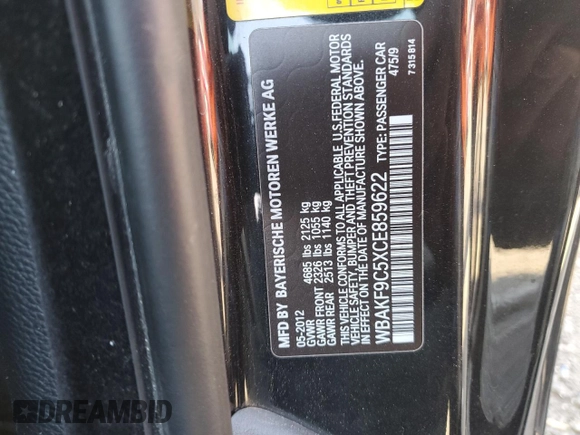 MFD BY BAYERISCHE MOTOREN WERKE AG
05-2012
GVWR 4685 lbs 2125 kg
GAWR FRONT 2326 lbs 1055 kg
GAWR REAR 2513 lbs 1140 kg
THIS VEHICLE CONFORMS TO ALL APPLICABLE U.S. FEDERAL MOTOR
VEHICLE SAFETY, BUMPER, AND THEFT PREVENTION STANDARDS
IN EFFECT ON THE DATE OF MANUFACTURE SHOWN ABOVE.
WBAKF9C5XCE859622 TYPE: PASSENGER CAR
475/9
7 315 814
DREAMBID